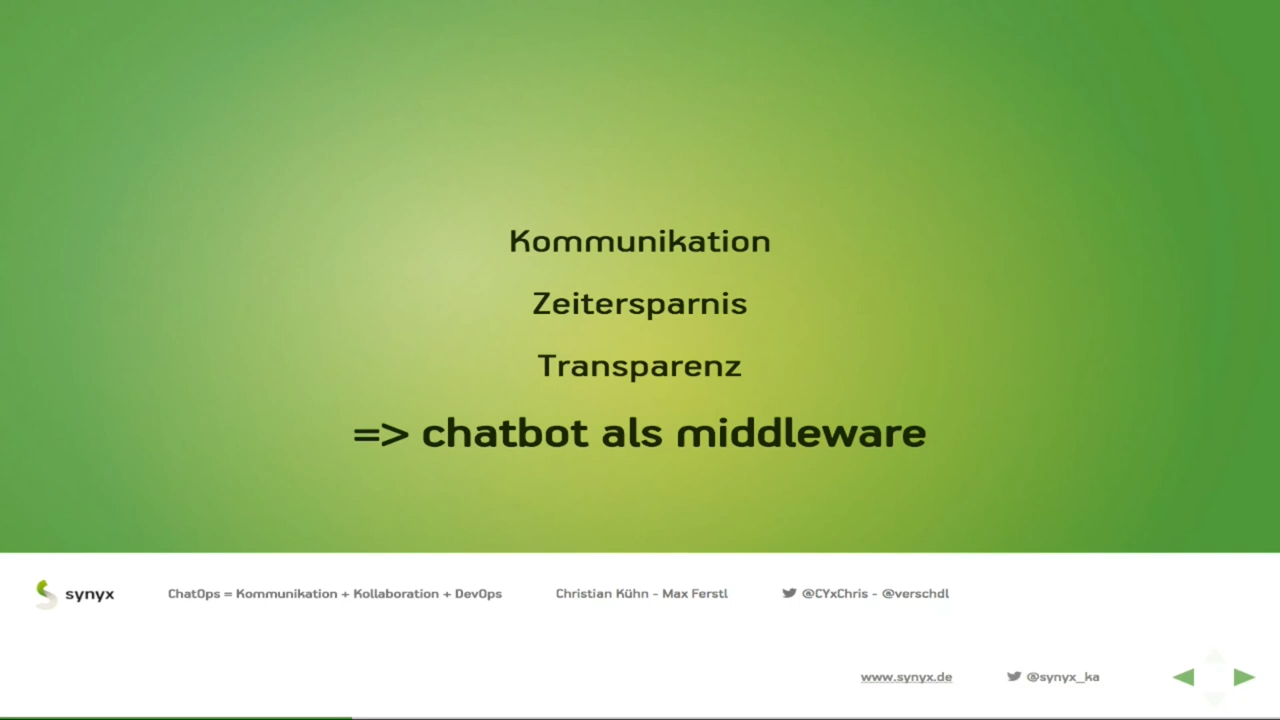 Kommunikation
Zeitersparnis
Transparenz
=> chatbot als middleware
synyx
ChatOps = Kommunikation + Kollaboration + DevOps
Christian Kühn - Max Ferstl
@CYxChris - @verschdl
www.synyx.de
@synyx_ka